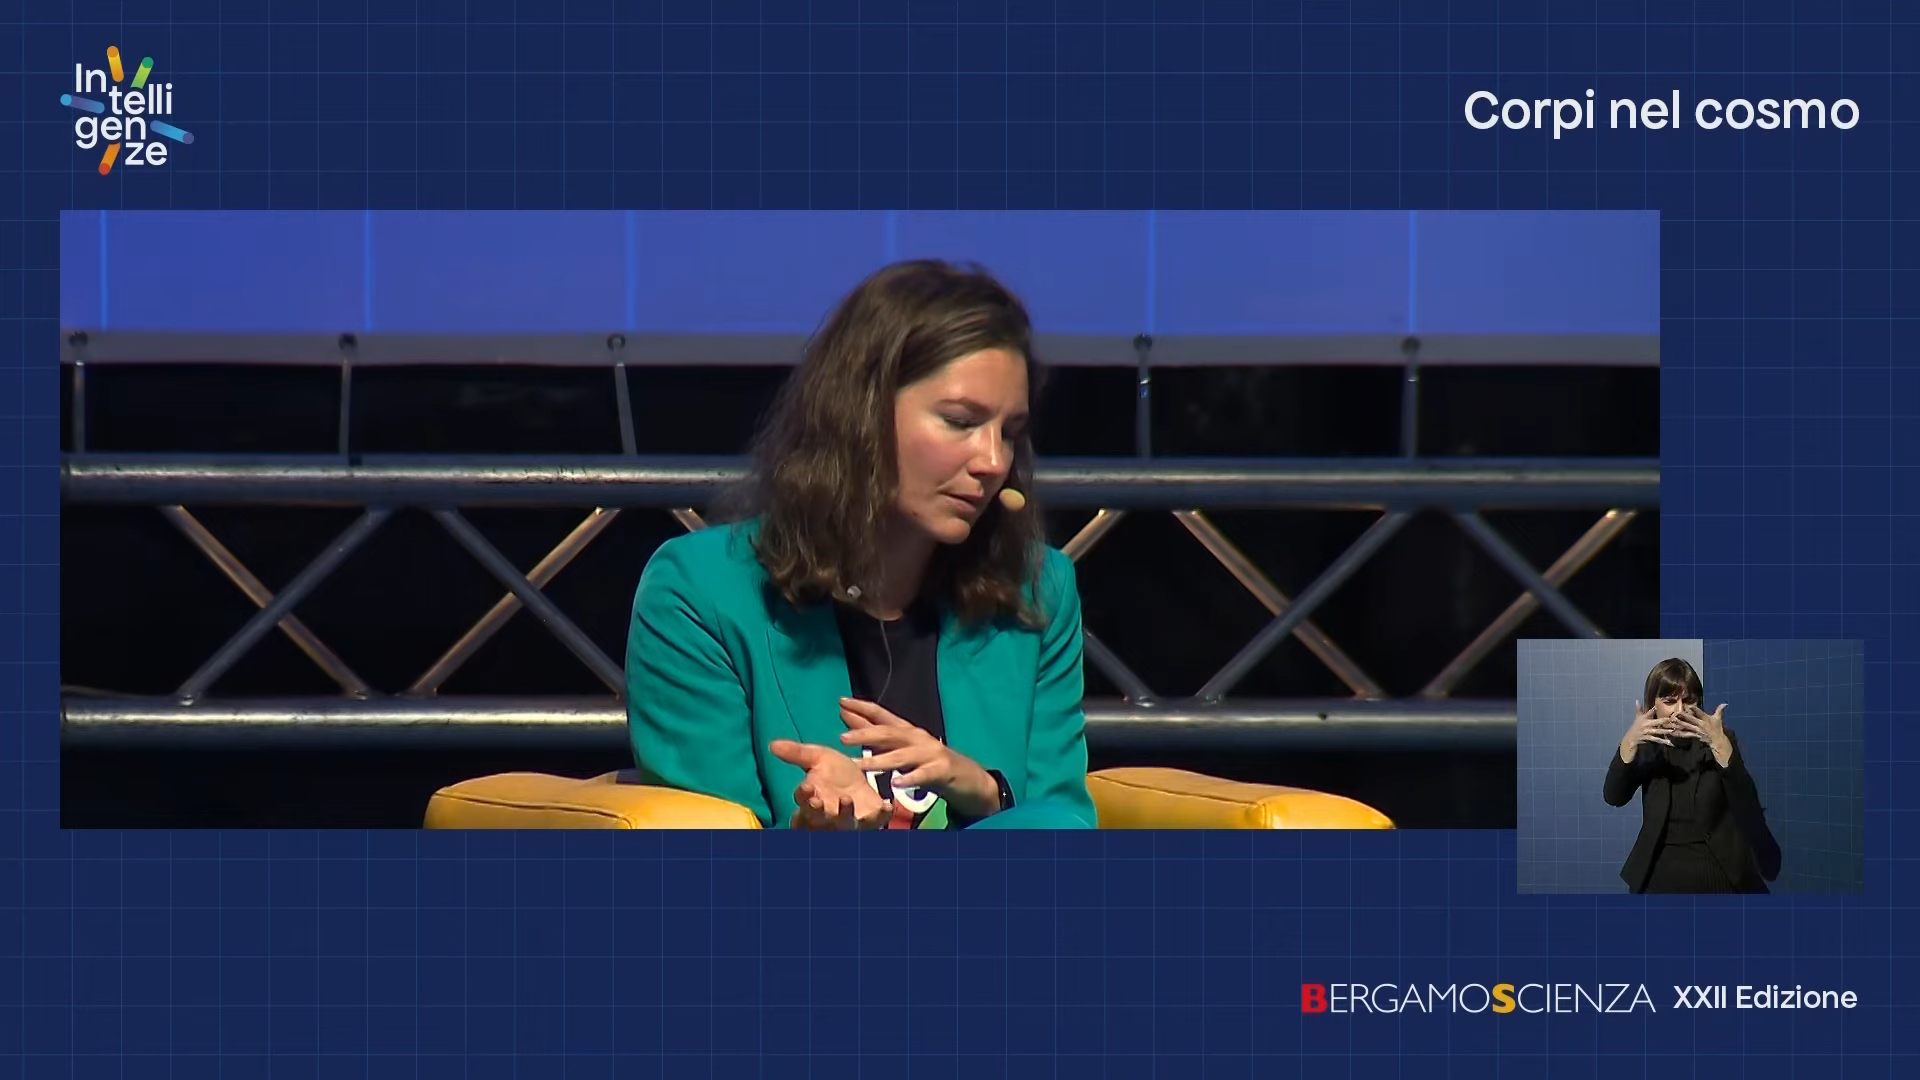 In
telli
gen
ze
Corpi nel cosmo
BERGAMOSCIENZA XXII Edizione